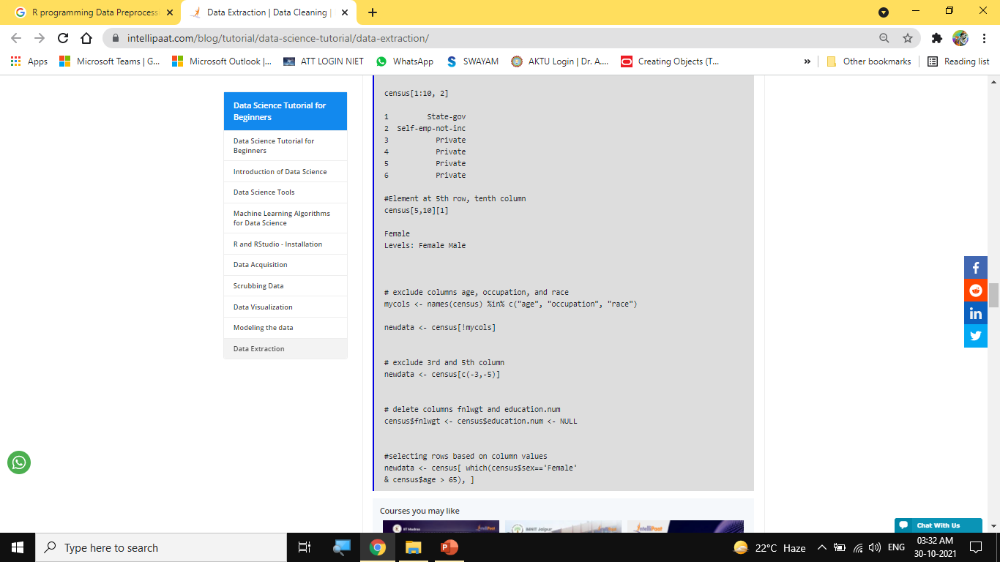 R programming Data Preprocess
Data Extraction | Data Cleaning |
intellipaat.com/blog/tutorial/data-science-tutorial/data-extraction/
Apps
Microsoft Teams | G...
Microsoft Outlook |...
ATT LOGIN NIET
WhatsApp
SWAYAM
AKTU Login | Dr. A....
Creating Objects (T...
»
Other bookmarks
Reading list
Data Science Tutorial for
Beginners
Data Science Tutorial for
Beginners
Introduction of Data Science
Data Science Tools
Machine Learning Algorithms
for Data Science
R and RStudio - Installation
Data Acquisition
Scrubbing Data
Data Visualization
Modeling the data
Data Extraction
census[1:10, 2]
1 State-gov
2 Self-emp-not-inc
3 Private
4 Private
5 Private
6 Private
#Element at 5th row, tenth column
census[5,10][1]
Female
Levels: Female Male
# exclude columns age, occupation, and race
mycols <- names(census) %in% c("age", "occupation", "race")
newdata <- census[!mycols]
# exclude 3rd and 5th column
newdata <- census[c(-3,-5)]
# delete columns fnlwgt and education.num
census$fnlwgt <- census$education.num <- NULL
#selecting rows based on column values
newdata <- census[ which(census$sex=='Female'
& census$age > 65), ]
Courses you may like
IIT Madras
MNIT Jaipur
IntelliPaat
Chat With Us
Type here to search
22°C Haze
ENG
03:32 AM
30-10-2021